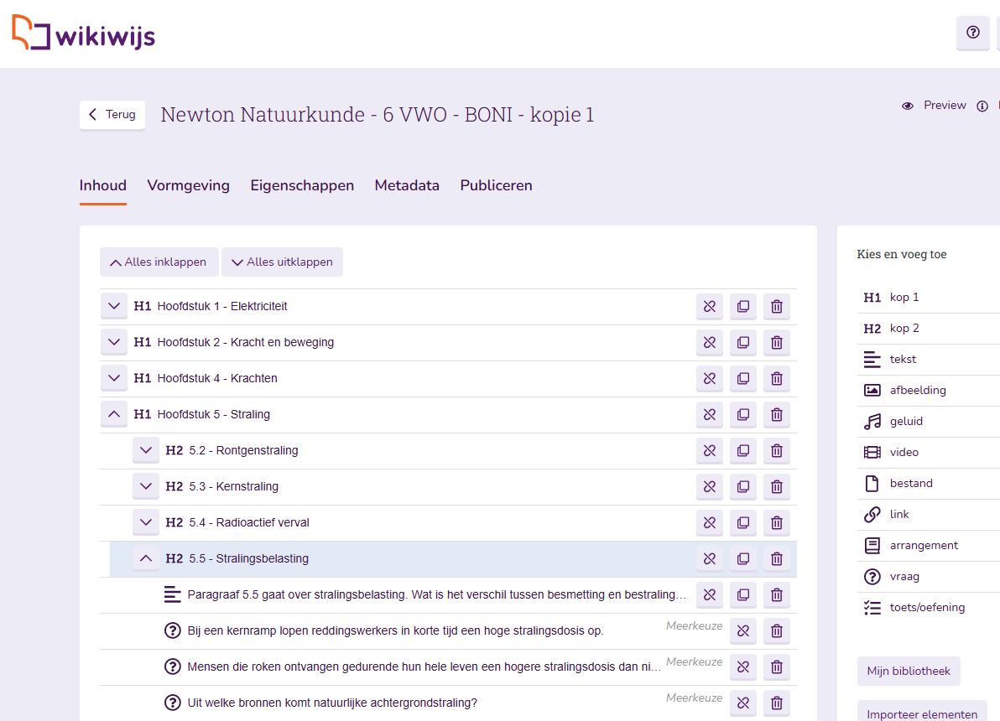 wikiwijs
Terug
Newton Natuurkunde - 6 VWO - BONI - kopie 1
Preview
Inhoud Vormgeving Eigenschappen Metadata Publiceren
Alles inklappen Alles uitklappen
H1 Hoofdstuk 1 - Elektriciteit
H1 Hoofdstuk 2 - Kracht en beweging
H1 Hoofdstuk 4 - Krachten
H1 Hoofdstuk 5 - Straling
H2 5.2 - Rontgenstraling
H2 5.3 - Kernstraling
H2 5.4 - Radioactief verval
H2 5.5 - Stralingsbelasting
Paragraaf 5.5 gaat over stralingsbelasting. Wat is het verschil tussen besmetting en bestraling...
Bij een kernramp lopen reddingswerkers in korte tijd een hoge stralingsdosis op. Meerkeuze
Mensen die roken ontvangen gedurende hun hele leven een hogere stralingsdosis dan ni... Meerkeuze
Uit welke bronnen komt natuurlijke achtergrondstraling? Meerkeuze
Kies en voeg toe
H1 kop 1
H2 kop 2
tekst
afbeelding
geluid
video
bestand
link
arrangement
vraag
toets/oefening
Mijn bibliotheek
Importeer elementen